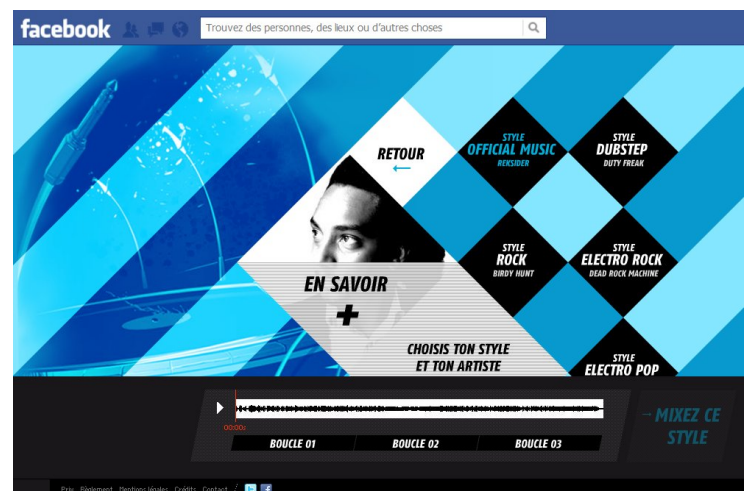 facebook
Trouvez des personnes, des lieux ou d'autres choses
RETOUR
←
STYLE
OFFICIAL MUSIC
REKSIDER
STYLE
DUBSTEP
DUTY FREAK
STYLE
ROCK
BIRDY HUNT
STYLE
ELECTRO ROCK
DEAD ROCK MACHINE
EN SAVOIR
+
CHOISIS TON STYLE
ET TON ARTISTE
STYLE
ELECTRO POP
00:00:
BOUCLE 01
BOUCLE 02
BOUCLE 03
→MIXEZ CE
STYLE
Prix Règlement Mentions légales Crédits Contact /